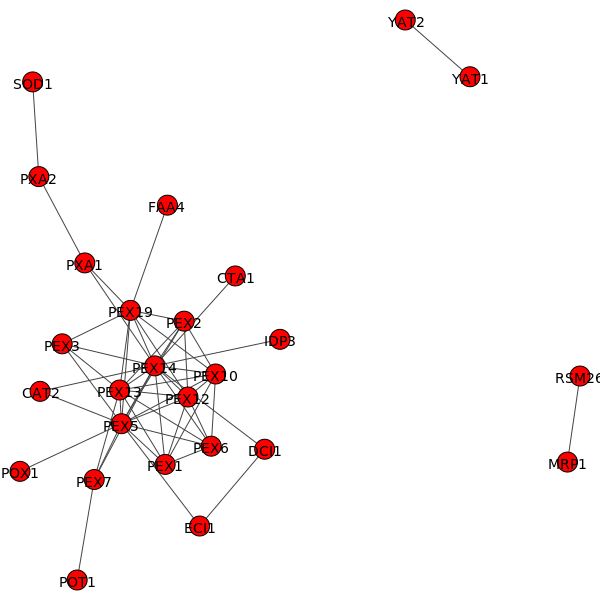 YAT2
YAT1
SOD1
PXA2
FAA4
PXA1
CTA1
PEX19
PEX2
PEX3
IDP3
PEX14
PEX10
RSM26
CAT2
PEX13
PEX12
PEX5
PEX6
DCI1
PEX1
MRP1
POX1
PEX7
ECI1
POT1